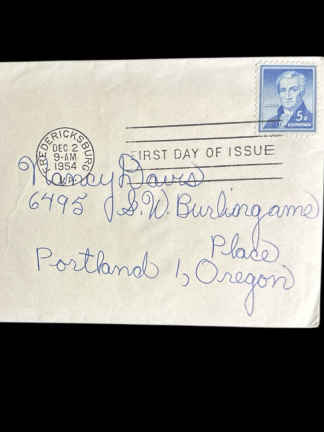 FREDERICKSBURG
DEC 2
9-AM
1954
VA.
5¢
FIRST DAY OF ISSUE
Nancy Davis
6495 S.W. Burlingame
Place
Portland 1, Oregon